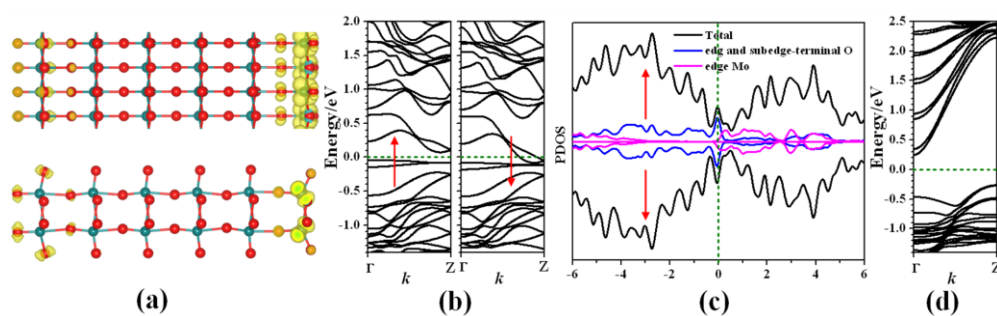 (a)
Energy/eV
2.0
1.5
1.0
0.5
0.0
-0.5
-1.0
Γ
k
Z
k
Z
(b)
PDOS
Total
edg and subedge-terminal O
edge Mo
-6
-4
-2
0
2
4
6
(c)
Energy/eV
2.5
2.0
1.5
1.0
0.5
0.0
-0.5
-1.0
Γ
k
Z
(d)